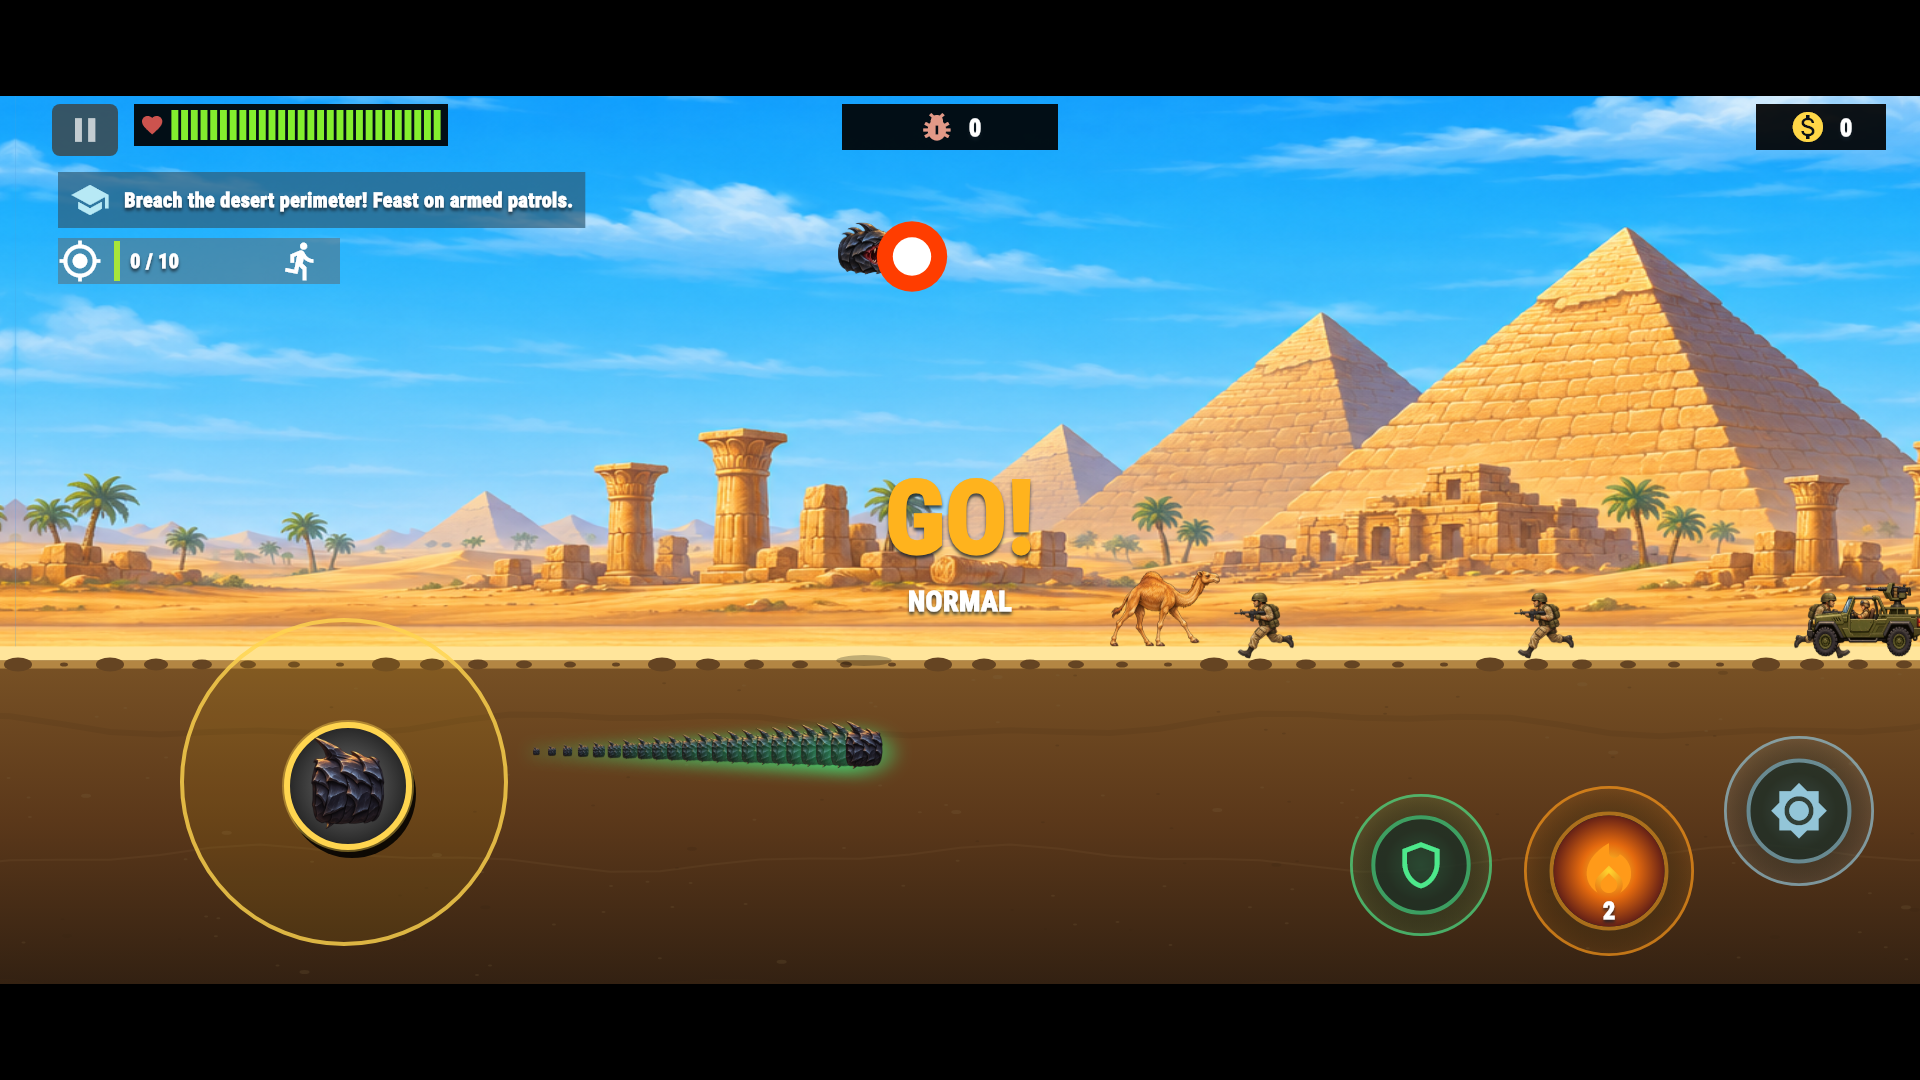 0
0
Breach the desert perimeter! Feast on armed patrols.
0 / 10
GO!
NORMAL
2